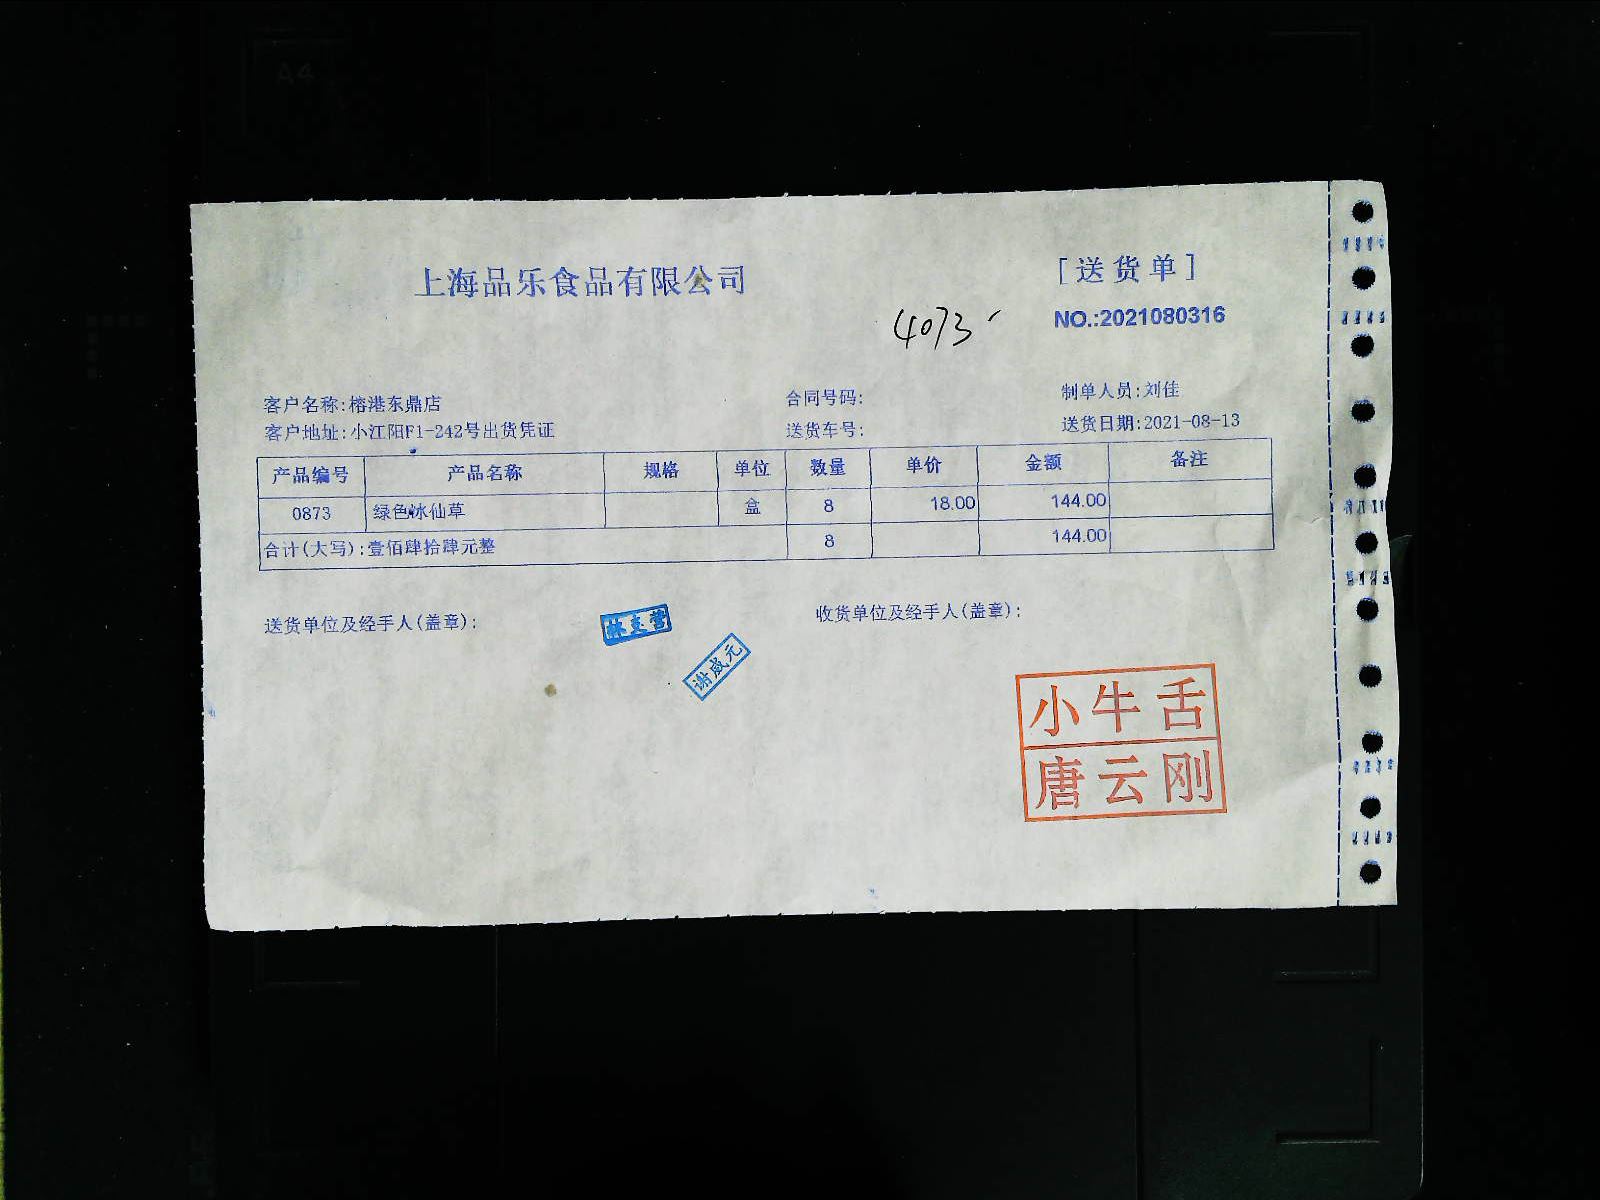 上海品乐食品有限公司
[送货单]
4073
NO.:2021080316
客户名称:榕港东鼎店 合同号码: 制单人员:刘佳
客户地址:小江阳F1-242号出货凭证 送货车号: 送货日期:2021-08-13
产品编号 产品名称 规格 单位 数量 单价 金额 备注
0873 绿色冰仙草 盒 8 18.00 144.00
合计(大写):壹佰肆拾肆元整 8 144.00
送货单位及经手人(盖章): 收货单位及经手人(盖章):
谢咸元
小牛舌
唐云刚
A4